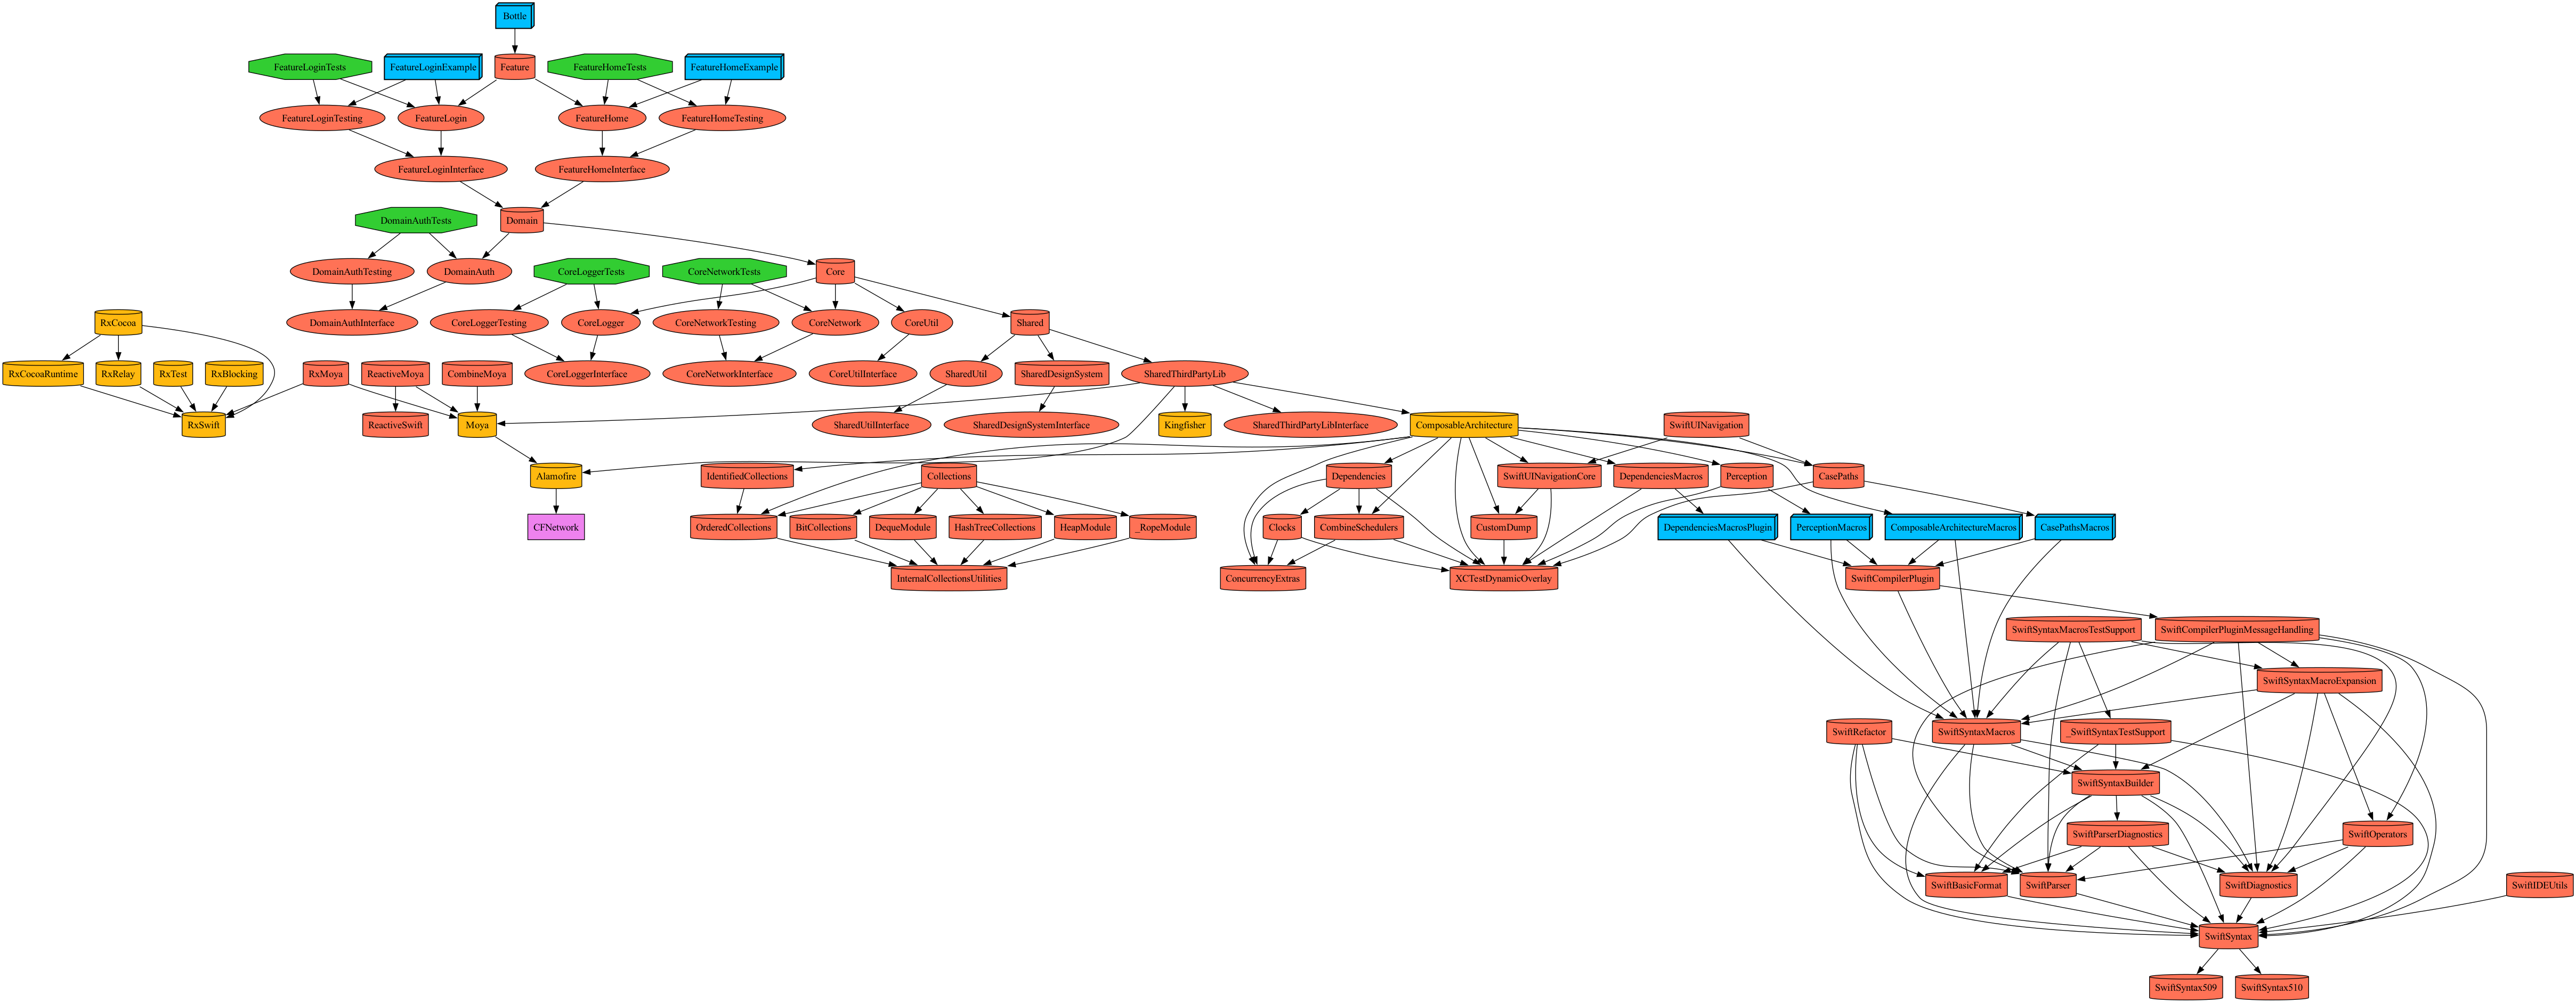 Bottle
FeatureLoginTests
FeatureLoginExample
Feature
FeatureHomeTests
FeatureHomeExample
FeatureLoginTesting
FeatureLogin
FeatureHome
FeatureHomeTesting
FeatureLoginInterface
FeatureHomeInterface
DomainAuthTests
Domain
DomainAuthTesting
DomainAuth
CoreLoggerTests
CoreNetworkTests
Core
RxCocoa
DomainAuthInterface
CoreLoggerTesting
CoreLogger
CoreNetworkTesting
CoreNetwork
CoreUtil
Shared
RxCocoaRuntime
RxRelay
RxTest
RxBlocking
RxMoya
ReactiveMoya
CombineMoya
CoreLoggerInterface
CoreNetworkInterface
CoreUtilInterface
SharedUtil
SharedDesignSystem
SharedThirdPartyLib
RxSwift
ReactiveSwift
Moya
SharedUtilInterface
SharedDesignSystemInterface
Kingfisher
SharedThirdPartyLibInterface
ComposableArchitecture
SwiftUINavigation
Alamofire
IdentifiedCollections
Collections
Dependencies
SwiftUINavigationCore
DependenciesMacros
Perception
CasePaths
CFNetwork
OrderedCollections
BitCollections
DequeModule
HashTreeCollections
HeapModule
_RopeModule
Clocks
CombineSchedulers
CustomDump
DependenciesMacrosPlugin
PerceptionMacros
ComposableArchitectureMacros
CasePathsMacros
InternalCollectionsUtilities
ConcurrencyExtras
XCTestDynamicOverlay
SwiftCompilerPlugin
SwiftSyntaxMacrosTestSupport
SwiftCompilerPluginMessageHandling
SwiftSyntaxMacroExpansion
SwiftRefactor
SwiftSyntaxMacros
_SwiftSyntaxTestSupport
SwiftSyntaxBuilder
SwiftParserDiagnostics
SwiftOperators
SwiftBasicFormat
SwiftParser
SwiftDiagnostics
SwiftIDEUtils
SwiftSyntax
SwiftSyntax509
SwiftSyntax510